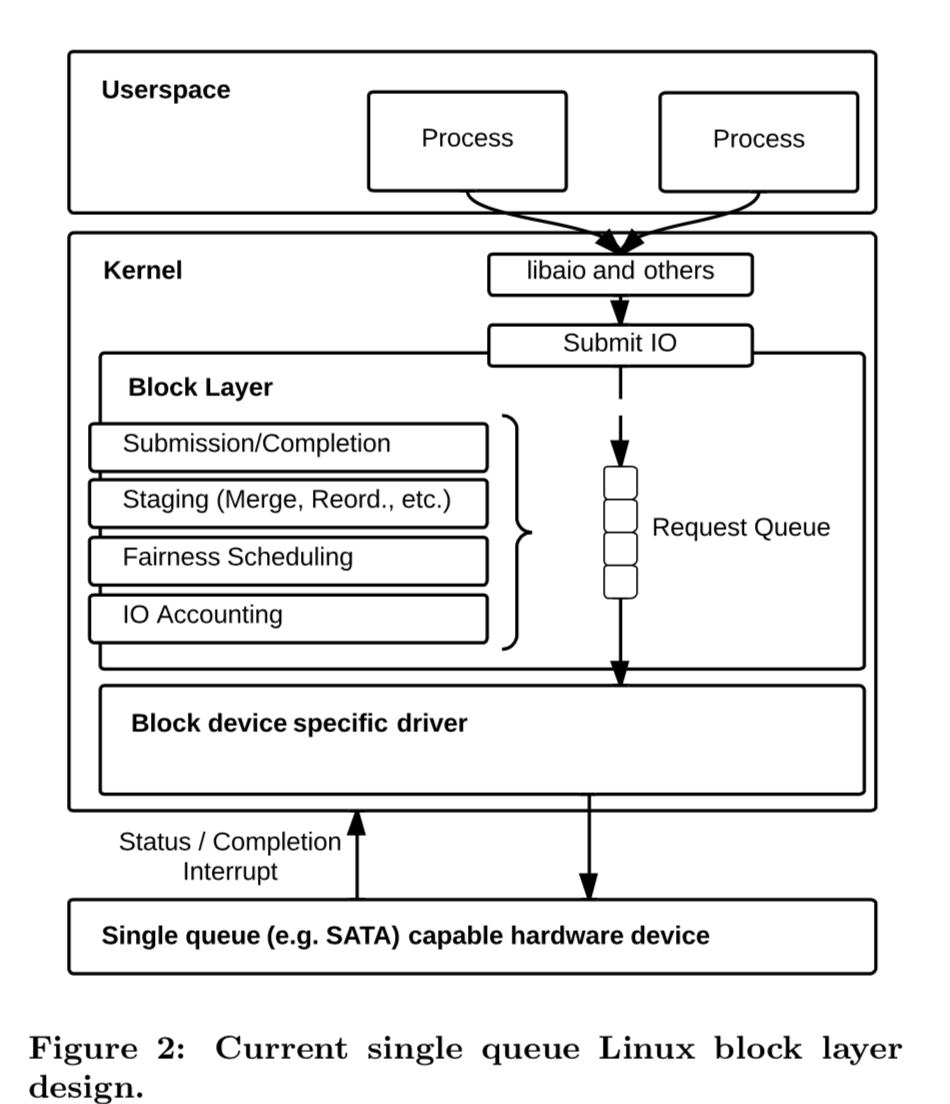 Userspace
Process
Process
Kernel
libaio and others
Submit IO
Block Layer
Submission/Completion
Staging (Merge, Reord., etc.)
Fairness Scheduling
IO Accounting
Request Queue
Block device specific driver
Status / Completion
Interrupt
Single queue (e.g. SATA) capable hardware device
Figure 2: Current single queue Linux block layer
design.